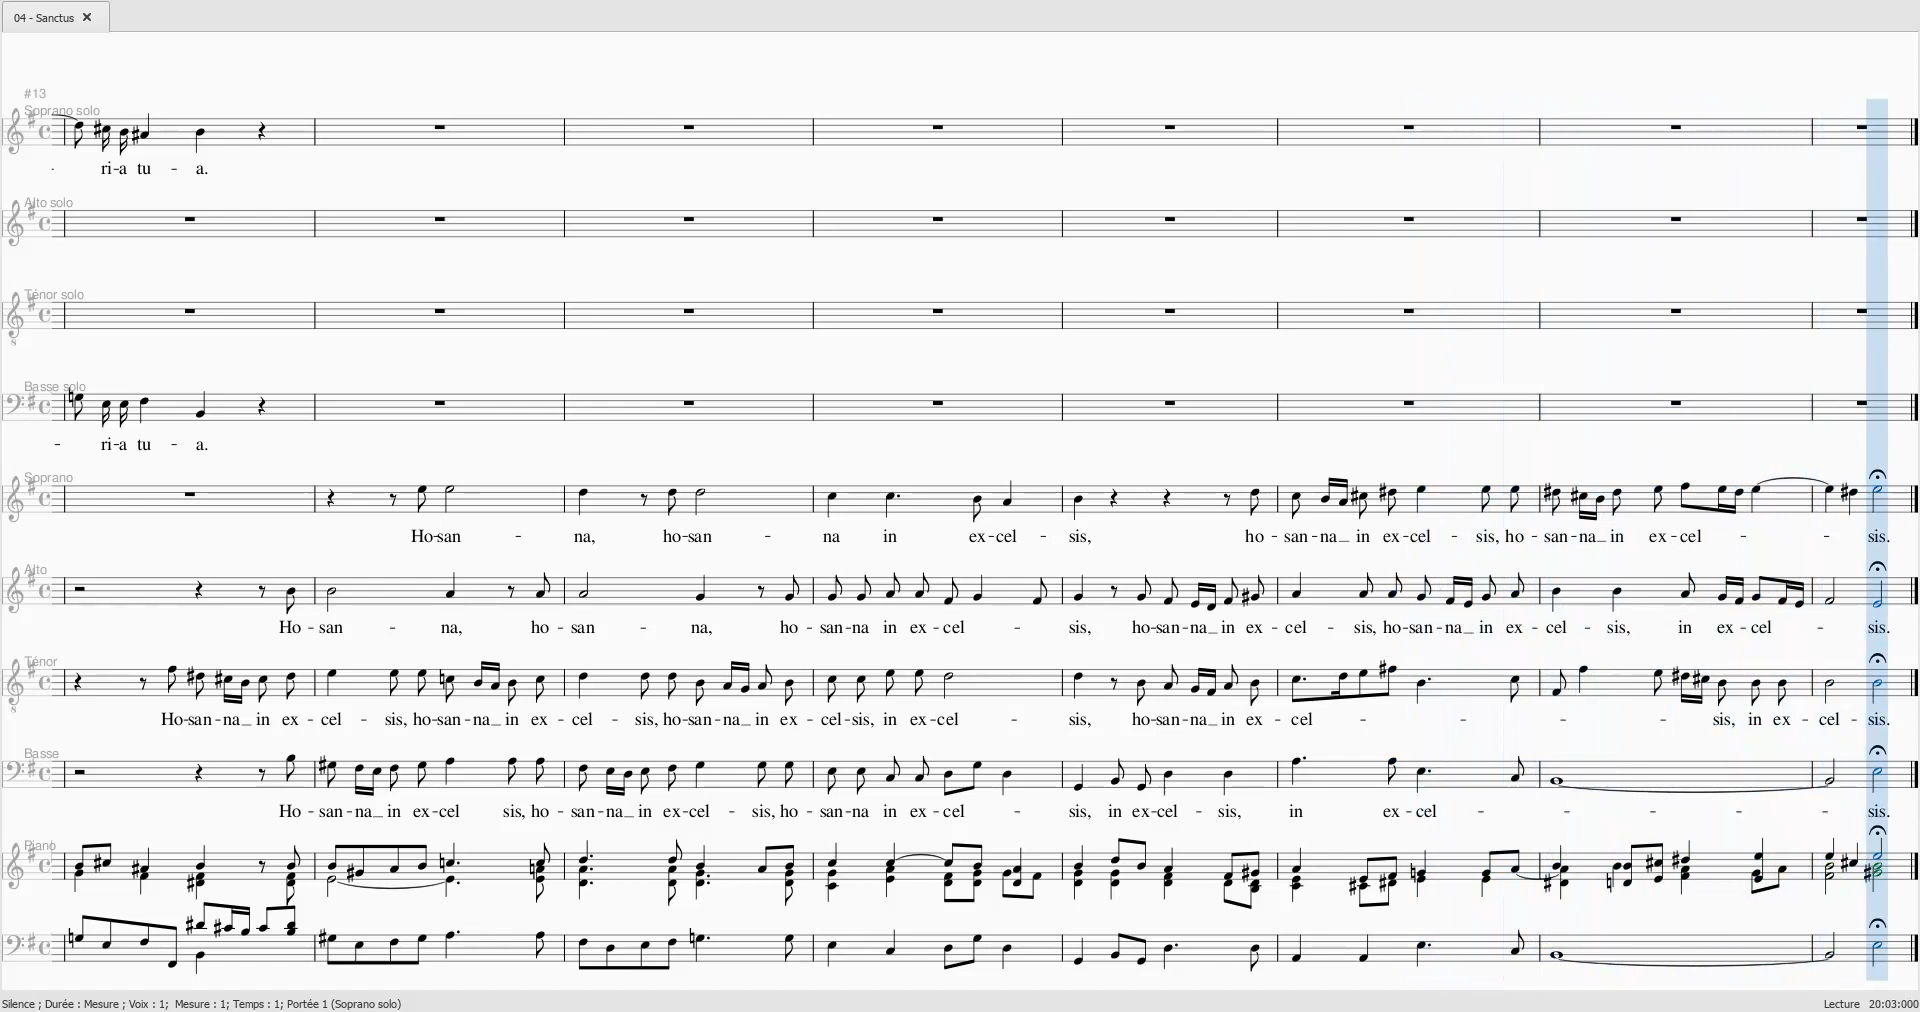 04 - Sanctus
#13
Soprano solo
- ri-a tu - a.
Alto solo
Ténor solo
8
Basse solo
- ri-a tu - a.
Soprano
Ho-san - na, ho-san - na in ex-cel - sis, ho - san-na_ in ex-cel - sis, ho - san-na_ in ex-cel - - - sis.
Alto
Ho-san - na, ho-san - na, ho-san-na in ex-cel - sis, ho-san-na_ in ex-cel - sis, ho-san-na_ in ex-cel - sis, in ex-cel - sis.
Ténor
8
Ho-san-na_ in ex-cel - sis, ho-san-na_ in ex-cel - sis, ho-san-na_ in ex-cel-sis, in ex-cel - sis, ho-san-na_ in ex-cel - - - - - sis, in ex-cel-sis.
Basse
Ho-san-na_ in ex-cel sis, ho-san-na_ in ex-cel - sis, ho-san-na in ex-cel - sis, in ex-cel - sis, in ex-cel - - - - - sis.
Piano
Silence ; Durée : Mesure ; Voix : 1; Mesure : 1; Temps : 1; Portée 1 (Soprano solo)
Lecture 20:03:000